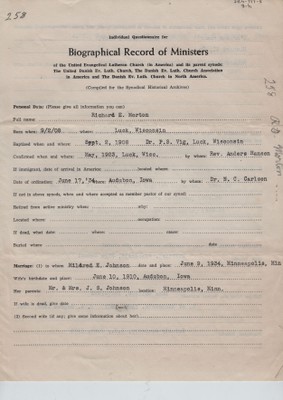 258
Individual Questionnaire for
Biographical Record of Ministers
of the United Evangelical Lutheran Church (in America) and its parent synods:
The United Danish Ev. Luth. Church, The Danish Ev. Luth. Church Association
in America and The Danish Ev. Luth. Church in North America.
(Compiled for the Synodical Historical Archives)
258
Personal Data: (Please give all information you can)
Full name Richard E. Morton
Born when: 8/2/08 where: Luck, Wisconsin
Baptized when and where: Sept. 2, 1908 Dr. P.S. Vig, Luck, Wisconsin
Confirmed when and where: May, 1923, Luck, Wisc. by whom: Rev. Anders Hansen
If immigrant, date of arrival in America located where:
Date of ordination: June 17,'34 where: Audubon, Iowa by whom: Dr. N. C. Carlsen
If not in above synods, when and where accepted as member pastor of our synod:
Retired from active ministry when: why:
Located where: occupation:
If dead, what date where: cause:
Burial where date
Marriage: (1) to whom Mildred E. Johnson date and place: June 9, 1934, Minneapolis, Min
Wife's birthdate and place: June 10, 1910, Audubon, Iowa
Her parents: Mr. & Mrs. J. E. Johnson location: Minneapolis, Minn.
If wife is dead, give date
(2) Second wife (if any; give same information about her)